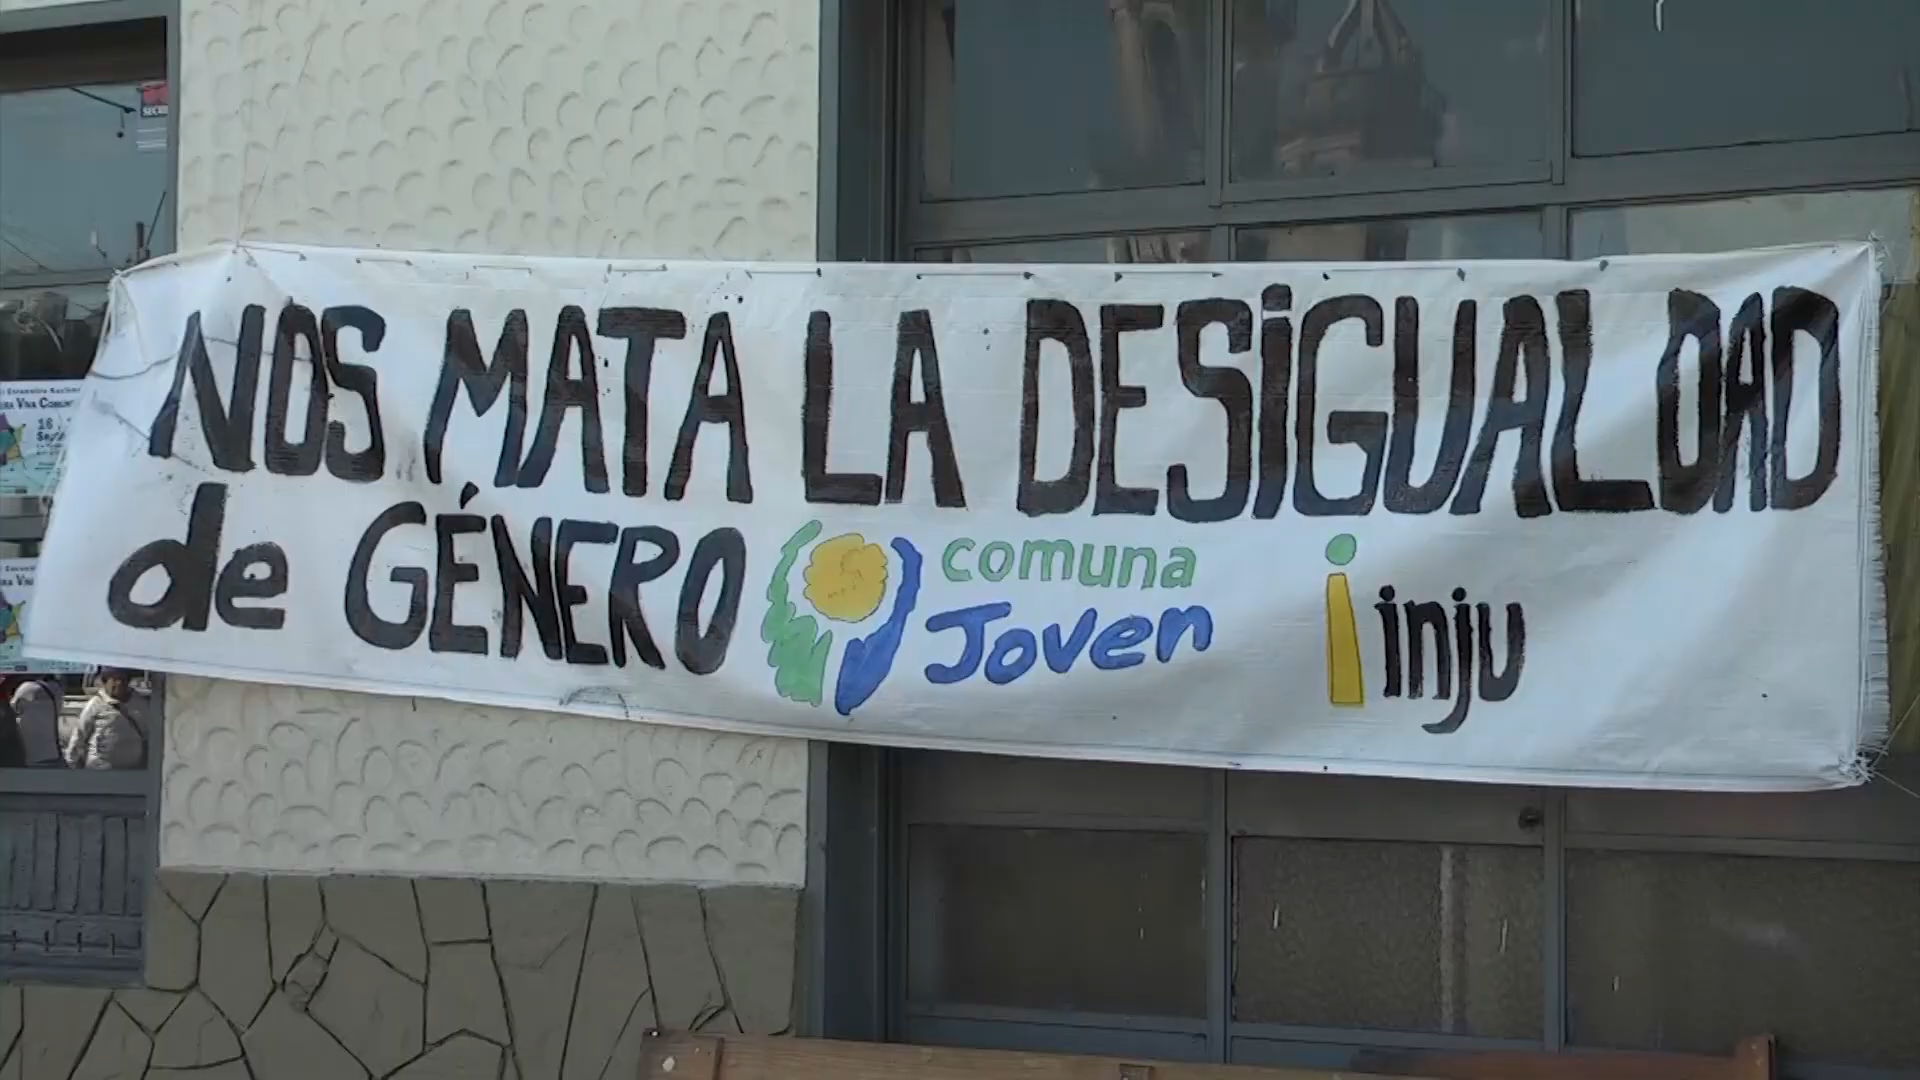 NOS MATA LA DESiGUALDAD
de GÉNERO
comuna
Joven
inju